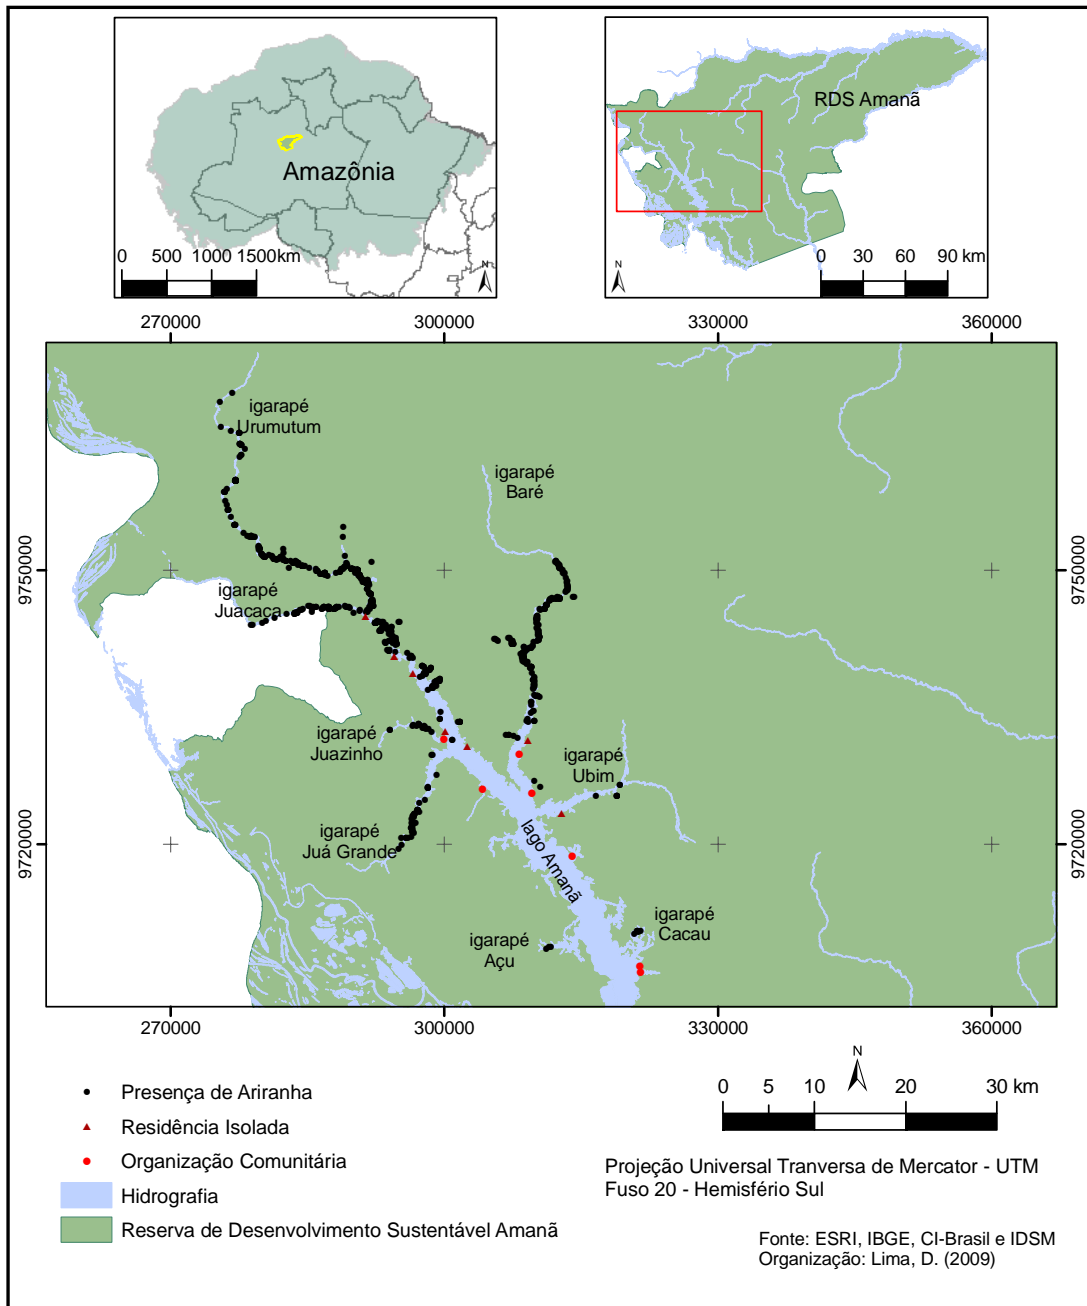 Amazônia
0 500 1000 1500km
N
RDS Amanã
0 30 60 90 km
N
270000 300000 330000 360000
9750000 9750000
9720000 9720000
igarapé
Urumutum
igarapé
Baré
igarapé
Juacaca
igarapé
Juazinho
igarapé
Ubim
igarapé
Juá Grande
lago Amanã
igarapé
Cacau
igarapé
Açu
270000 300000 330000 360000
Presença de Ariranha
Residência Isolada
Organização Comunitária
Hidrografia
Reserva de Desenvolvimento Sustentável Amanã
N
0 5 10 20 30 km
Projeção Universal Tranversa de Mercator - UTM
Fuso 20 - Hemisfério Sul
Fonte: ESRI, IBGE, CI-Brasil e IDSM
Organização: Lima, D. (2009)